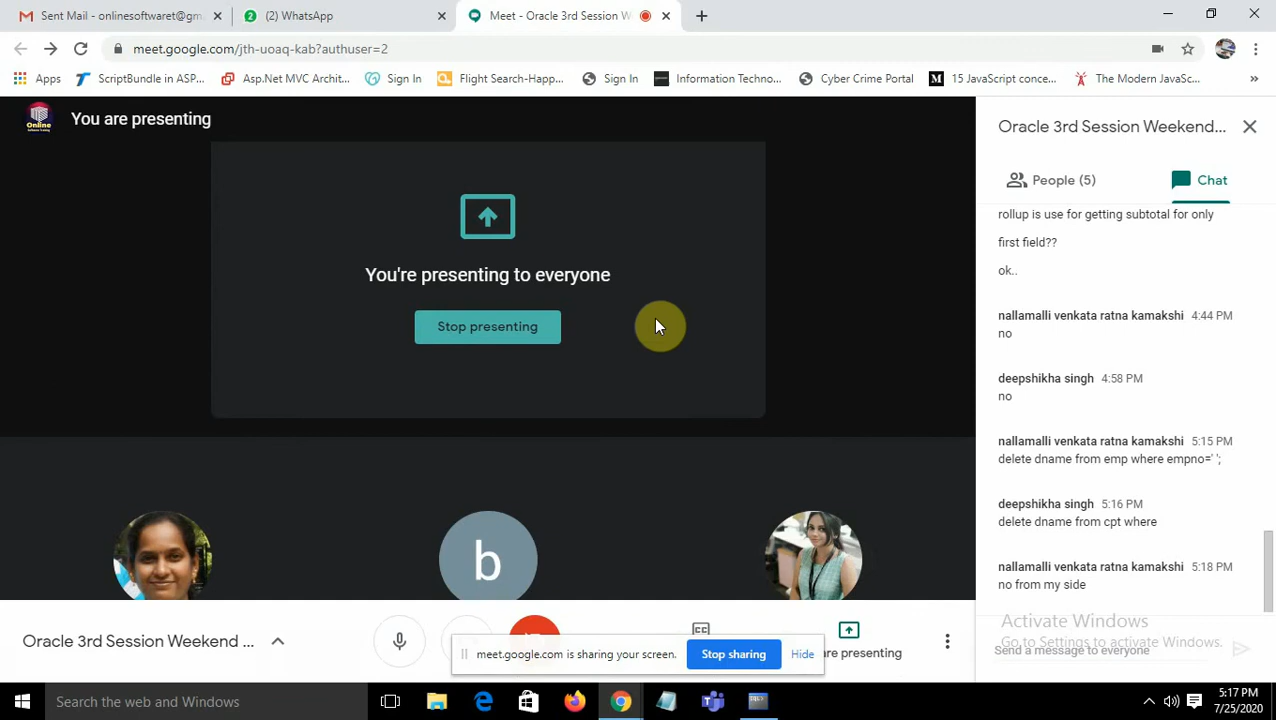 Sent Mail - onlinesoftwaret@gm
2
WhatsApp
Meet - Oracle 3rd Session W
meet.google.com/jth-uoaq-kab?authuser=2
Apps
ScriptBundle in ASP...
Asp.Net MVC Archit...
Sign In
Flight Search-Happ...
Sign In
Information Techno...
Cyber Crime Portal
M
15 JavaScript conce...
The Modern JavaSc...
»
Online
You are presenting
Oracle 3rd Session Weekend...
People (5)
Chat
You're presenting to everyone
Stop presenting
rollup is use for getting subtotal for only
first field??
ok..
nallamalli venkata ratna kamakshi 4:44 PM
no
deepshikha singh 4:58 PM
no
nallamalli venkata ratna kamakshi 5:15 PM
delete dname from emp where empno=' ';
deepshikha singh 5:16 PM
delete dname from cpt where
nallamalli venkata ratna kamakshi 5:18 PM
no from my side
b
Activate Windows
Go to Settings to activate Windows.
Send a message to everyone
Oracle 3rd Session Weekend ...
CC
meet.google.com is sharing your screen.
Stop sharing
Hide
are presenting
Search the web and Windows
5:17 PM
7/25/2020